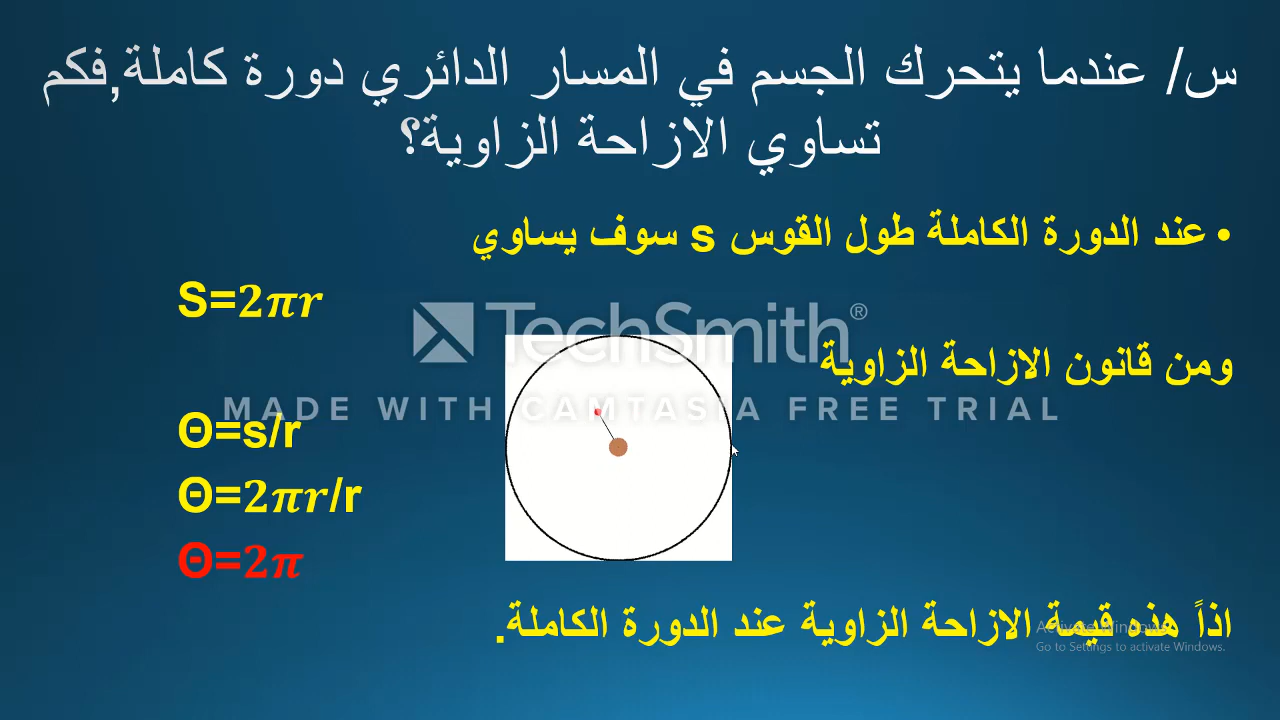 س/ عندما يتحرك الجسم في المسار الدائري دورة كاملة,فكم
تساوي الازاحة الزاوية؟
• عند الدورة الكاملة طول القوس s سوف يساوي
S=2πr
TechSmith®
ومن قانون الازاحة الزاوية
MADE WITH CAMTASIA FREE TRIAL
Θ=s/r
Θ=2πr/r
Θ=2π
اذاً هذه قيمة الازاحة الزاوية عند الدورة الكاملة.
Activate Windows
Go to Settings to activate Windows.